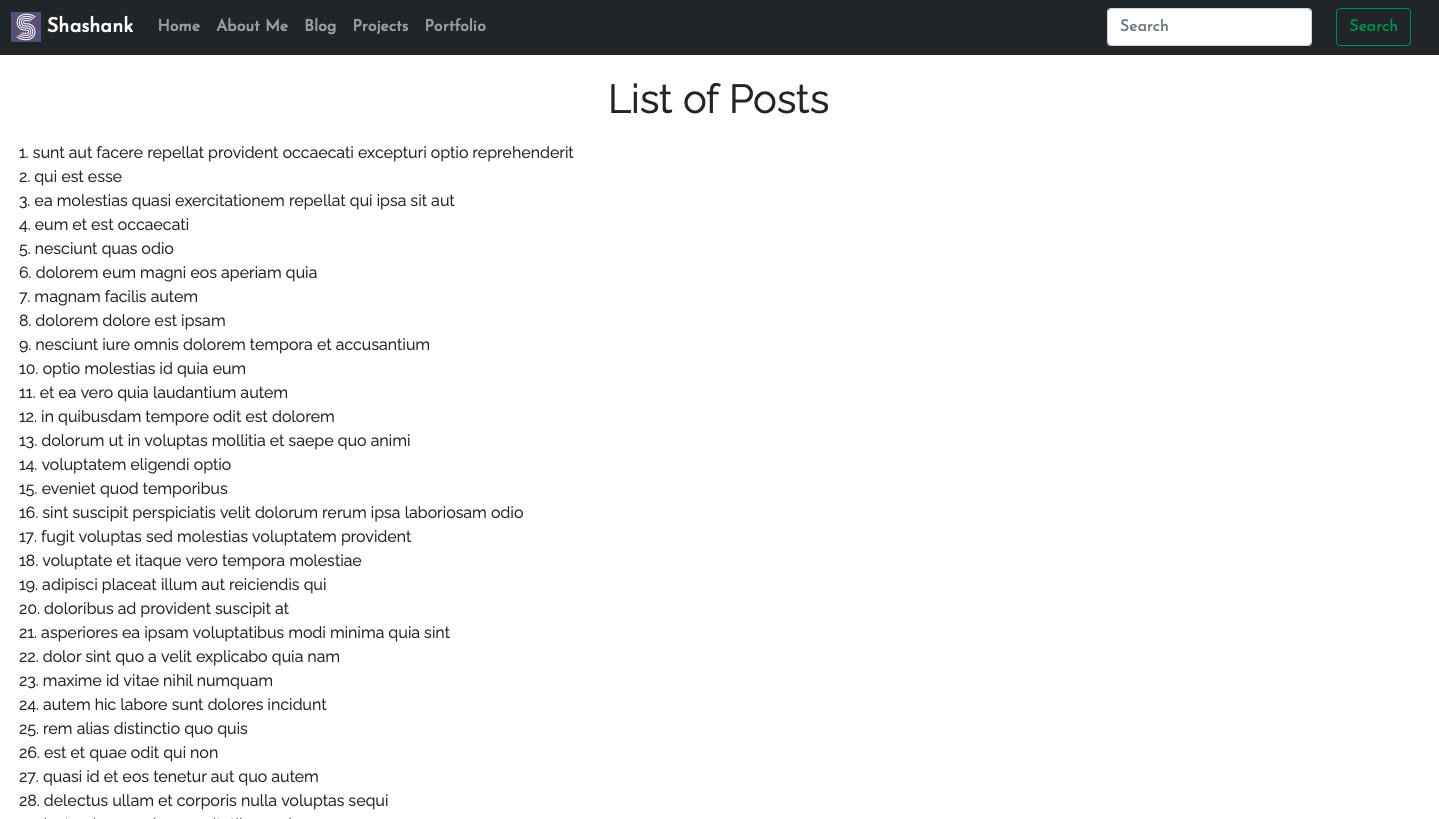 Shashank Home About Me Blog Projects Portfolio Search Search
List of Posts
1. sunt aut facere repellat provident occaecati excepturi optio reprehenderit
2. qui est esse
3. ea molestias quasi exercitationem repellat qui ipsa sit aut
4. eum et est occaecati
5. nesciunt quas odio
6. dolorem eum magni eos aperiam quia
7. magnam facilis autem
8. dolorem dolore est ipsam
9. nesciunt iure omnis dolorem tempora et accusantium
10. optio molestias id quia eum
11. et ea vero quia laudantium autem
12. in quibusdam tempore odit est dolorem
13. dolorum ut in voluptas mollitia et saepe quo animi
14. voluptatem eligendi optio
15. eveniet quod temporibus
16. sint suscipit perspiciatis velit dolorum rerum ipsa laboriosam odio
17. fugit voluptas sed molestias voluptatem provident
18. voluptate et itaque vero tempora molestiae
19. adipisci placeat illum aut reiciendis qui
20. doloribus ad provident suscipit at
21. asperiores ea ipsam voluptatibus modi minima quia sint
22. dolor sint quo a velit explicabo quia nam
23. maxime id vitae nihil numquam
24. autem hic labore sunt dolores incidunt
25. rem alias distinctio quo quis
26. est et quae odit qui non
27. quasi id et eos tenetur aut quo autem
28. delectus ullam et corporis nulla voluptas sequi